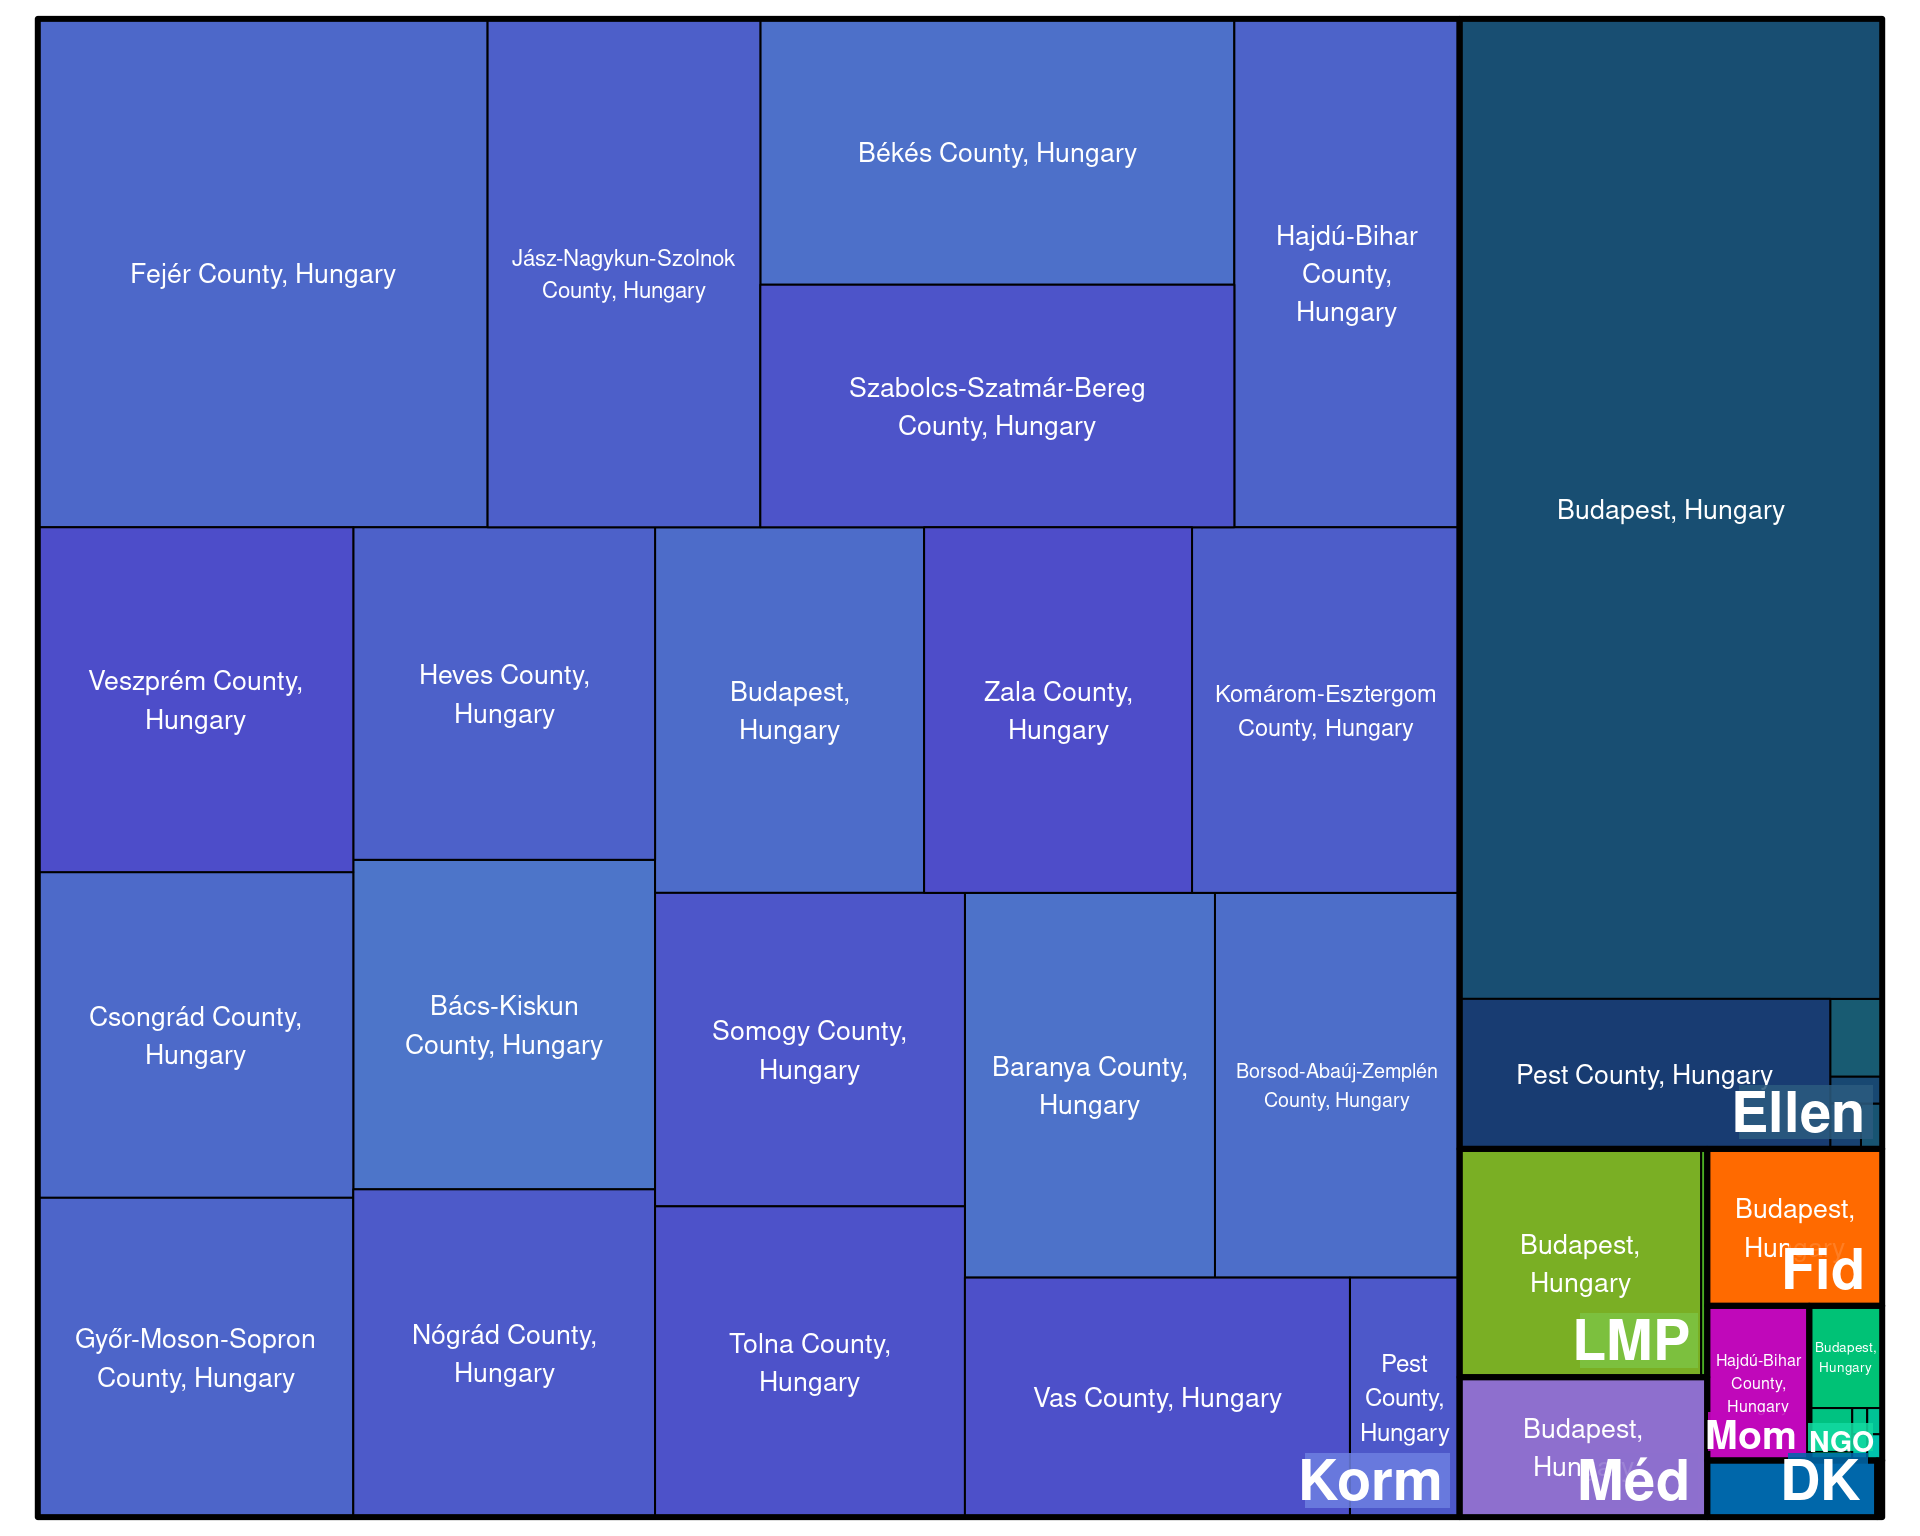 Fejér County, Hungary
Jász-Nagykun-Szolnok
County, Hungary
Békés County, Hungary
Szabolcs-Szatmár-Bereg
County, Hungary
Hajdú-Bihar
County,
Hungary
Budapest, Hungary
Veszprém County,
Hungary
Heves County,
Hungary
Budapest,
Hungary
Zala County,
Hungary
Komárom-Esztergom
County, Hungary
Csongrád County,
Hungary
Bács-Kiskun
County, Hungary
Somogy County,
Hungary
Baranya County,
Hungary
Borsod-Abaúj-Zemplén
County, Hungary
Pest County, Hungary
Ellen
Győr-Moson-Sopron
County, Hungary
Nógrád County,
Hungary
Tolna County,
Hungary
Vas County, Hungary
Pest
County,
Hungary
Korm
Budapest,
Hungary
LMP
Budapest,
Hungary
Fid
Hajdú-Bihar
County,
Hungary
Mom
Budapest,
Hungary
NGO
Budapest,
Hungary
Méd
DK